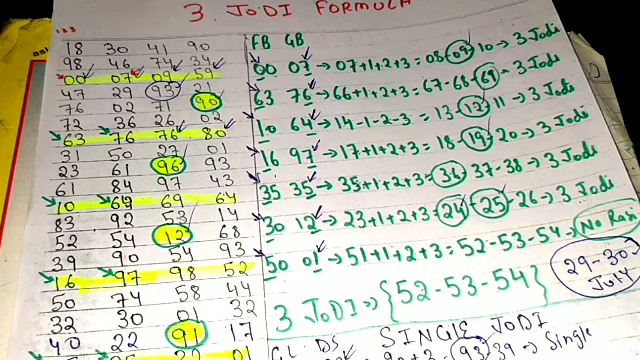 3. JODI FORMULA
18 30 41 90
98 46 74 34
00 07 09 59
47 29 93 21
76 02 71 90
72 36 26 02
63 76 76 80
31 50 27 01
23 61 96 93
61 84 97 43
10 64 69 64
83 92 53 14
52 54 12 68
39 90 54 93
16 97 98 52
50 74 58 44
32 30 01 32
40 22 91 17
FB GB
00 07→07+1+2+3=08 09 10→3 Jodi
63 76→66+1+2+3=67-68-69→3 Jodi
10 64→14-1-2-3=13-12-11→3 Jodi
16 97→17+1+2+3=18-19-20→3 Jodi
35 35→35+1+2+3=36 37-38→3 Jodi
30 12→23+1+2+3=24-25-26→3 Jodi
50 01→51+1+2+3=52-53-54→No Ras
3 JODI⇒{52-53-54}
29-30-
July
SINGLE JODI
39→Single